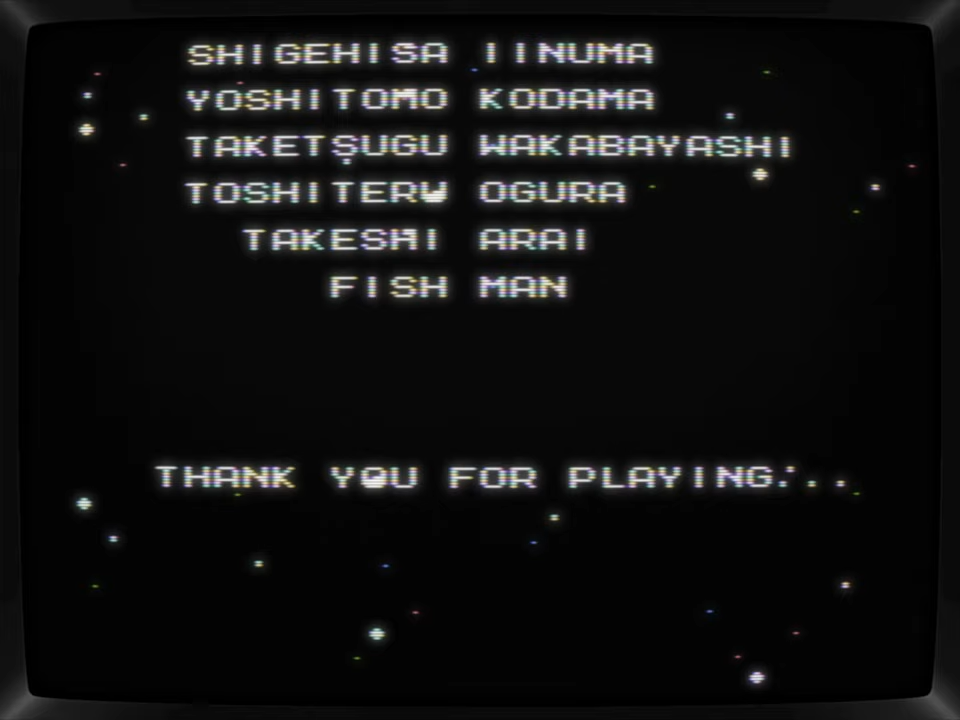 SHIGEHISA IINUMA
YOSHITOMO KODAMA
TAKETSUGU WAKABAYASHI
TOSHITERU OGURA
TAKESHI ARAI
FISH MAN
THANK YOU FOR PLAYING...